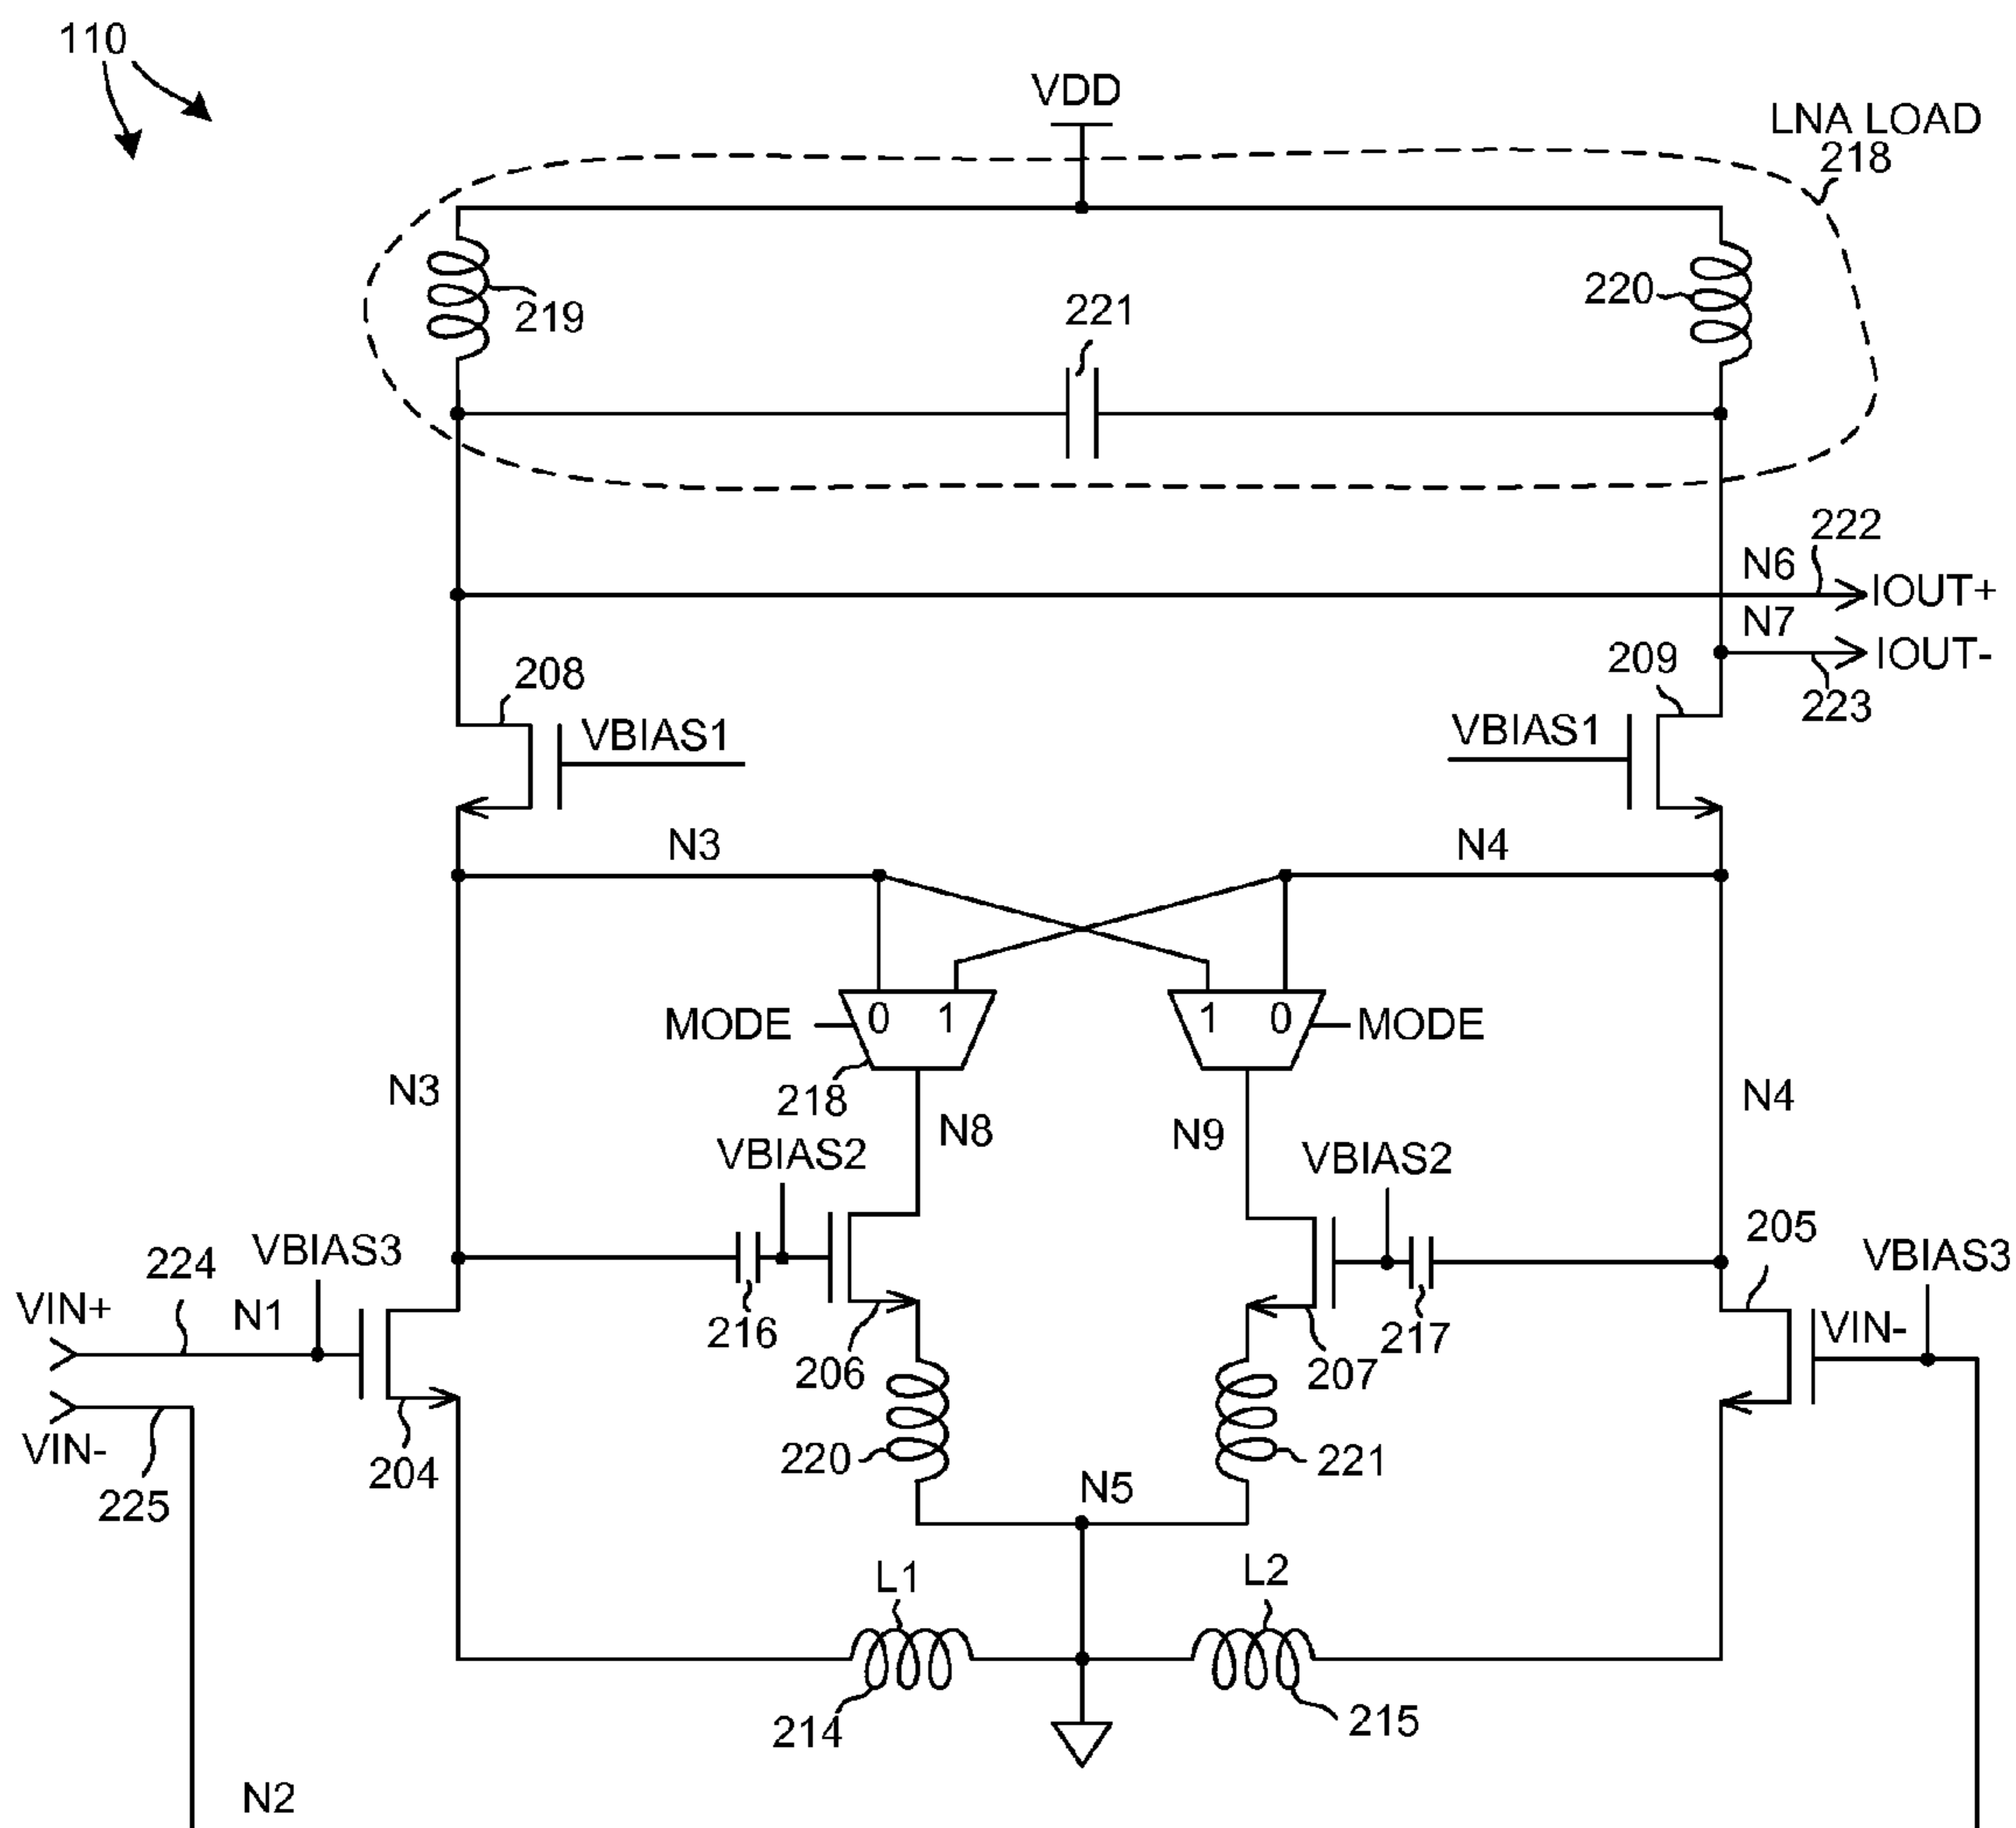 110
VDD
LNA LOAD
218
219
220
221
222
N6
IOUT+
N7
IOUT-
223
208
209
VBIAS1
VBIAS1
N3
N4
0
1
1
0
MODE
MODE
218
N3
N4
N8
N9
VBIAS2
VBIAS2
205
VBIAS3
VBIAS3
224
VIN+
N1
216
217
VIN-
206
207
VIN-
225
204
220
221
N5
L1
L2
214
215
N2